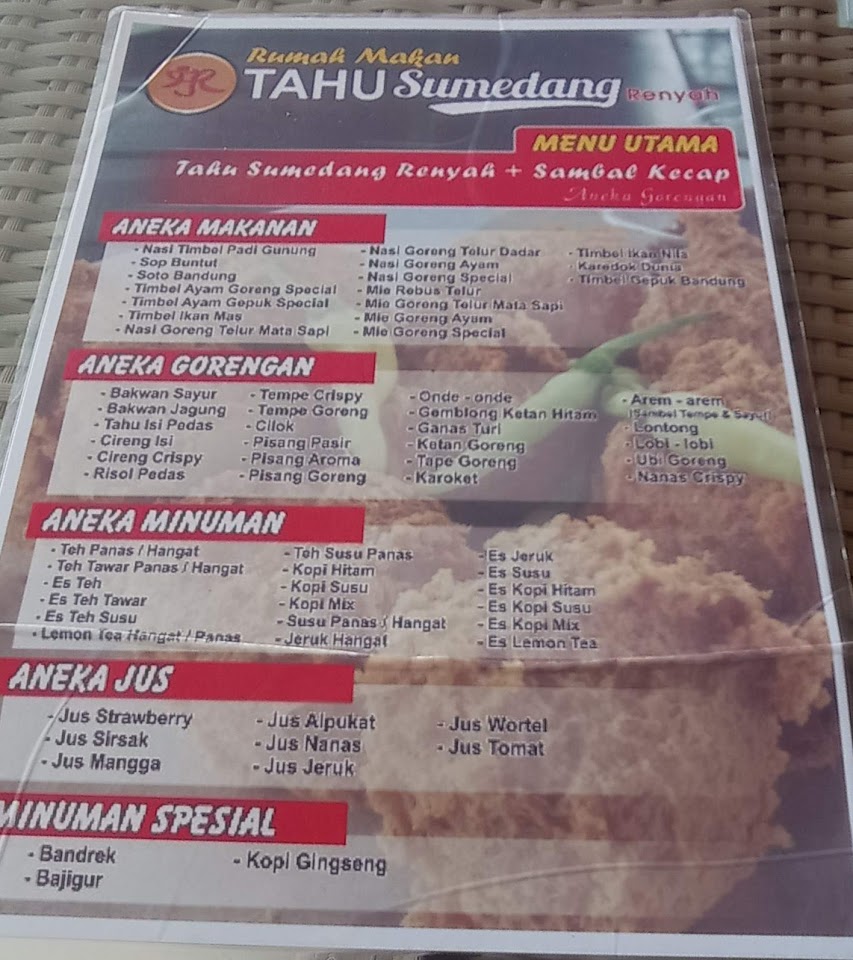 Rumah Makan
TAHU Sumedang Renyah
MENU UTAMA
Tahu Sumedang Renyah + Sambal Kecap
Aneka Gorengan
ANEKA MAKANAN
- Nasi Timbel Padi Gunung
- Sop Buntut
- Soto Bandung
- Timbel Ayam Goreng Special
- Timbel Ayam Gepuk Special
- Timbel Ikan Mas
- Nasi Goreng Telur Mata Sapi
- Nasi Goreng Telur Dadar
- Nasi Goreng Ayam
- Nasi Goreng Special
- Mie Rebus Telur
- Mie Goreng Telur Mata Sapi
- Mie Goreng Ayam
- Mie Goreng Special
- Timbel Ikan Nila
- Karedok Dunia
- Timbel Gepuk Bandung
ANEKA GORENGAN
- Bakwan Sayur
- Bakwan Jagung
- Tahu Isi Pedas
- Cireng Isi
- Cireng Crispy
- Risol Pedas
- Tempe Crispy
- Tempe Goreng
- Cilok
- Pisang Pasir
- Pisang Aroma
- Pisang Goreng
- Onde - onde
- Gemblong Ketan Hitam
- Ganas Turi
- Ketan Goreng
- Tape Goreng
- Karoket
- Arem - arem
(Sambel Tempe & Sayur)
- Lontong
- Lobi - lobi
- Ubi Goreng
- Nanas Crispy
ANEKA MINUMAN
- Teh Panas / Hangat
- Teh Tawar Panas / Hangat
- Es Teh
- Es Teh Tawar
- Es Teh Susu
- Lemon Tea Hangat / Panas
- Teh Susu Panas
- Kopi Hitam
- Kopi Susu
- Kopi Mix
- Susu Panas / Hangat
- Jeruk Hangat
- Es Jeruk
- Es Susu
- Es Kopi Hitam
- Es Kopi Susu
- Es Kopi Mix
- Es Lemon Tea
ANEKA JUS
- Jus Strawberry
- Jus Sirsak
- Jus Mangga
- Jus Alpukat
- Jus Nanas
- Jus Jeruk
- Jus Wortel
- Jus Tomat
MINUMAN SPESIAL
- Bandrek
- Bajigur
- Kopi Gingseng